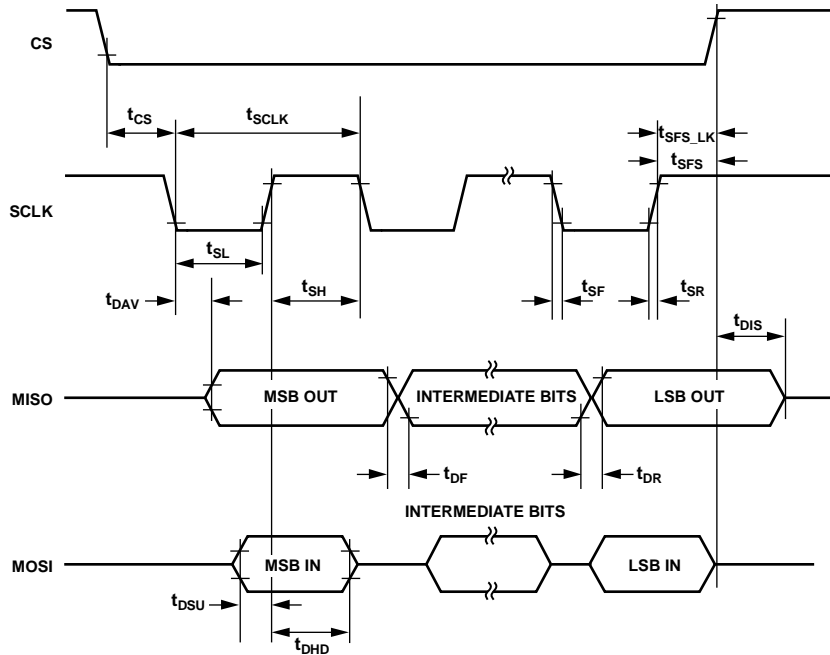 CS
tCS
tSCLK
tSFS_LK
tSFS
SCLK
tSL
tSH
tSF
tSR
tDAV
tDIS
MISO
MSB OUT
INTERMEDIATE BITS
LSB OUT
tDF
tDR
INTERMEDIATE BITS
MOSI
MSB IN
LSB IN
tDSU
tDHD